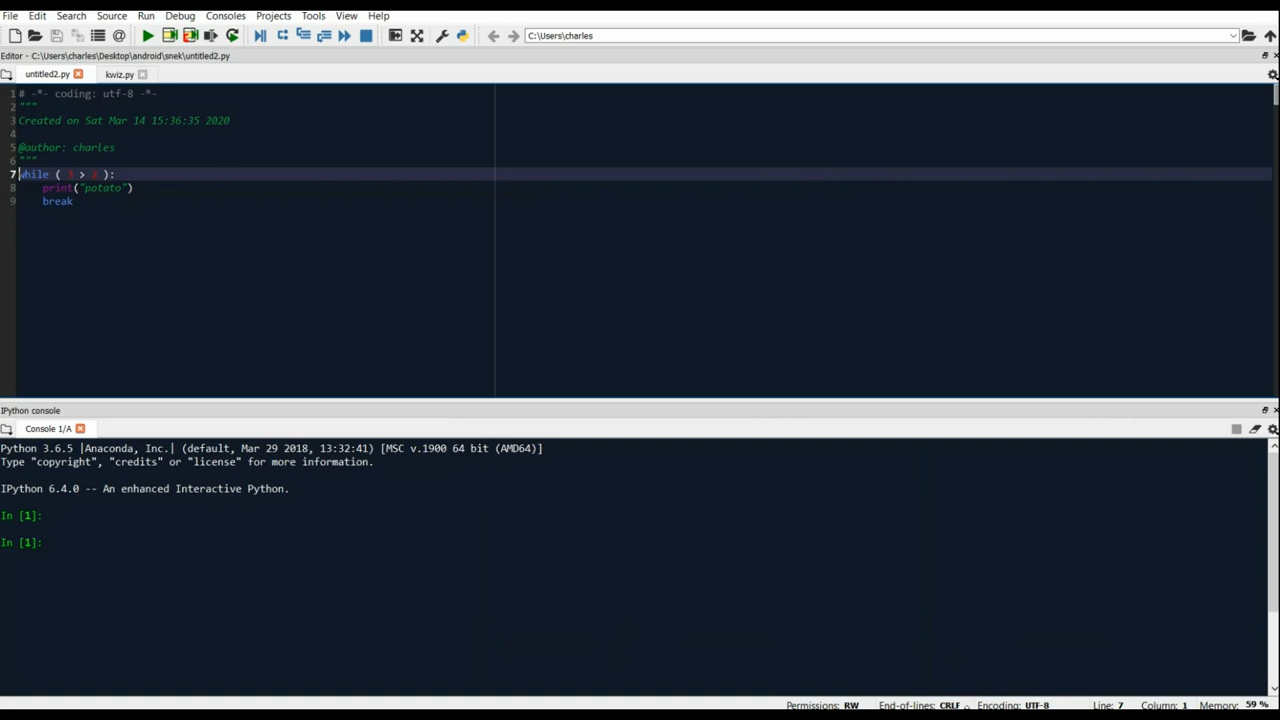 File Edit Search Source Run Debug Consoles Projects Tools View Help
C:\Users\charles
Editor - C:\Users\charles\Desktop\android\snek\untitled2.py
untitled2.py kwiz.py
1 # -*- coding: utf-8 -*-
2 """
3 Created on Sat Mar 14 15:36:35 2020
4
5 @author: charles
6 """
7 while ( 3 > 2 ):
8 print("potato")
9 break
IPython console
Console 1/A
Python 3.6.5 |Anaconda, Inc.| (default, Mar 29 2018, 13:32:41) [MSC v.1900 64 bit (AMD64)]
Type "copyright", "credits" or "license" for more information.
IPython 6.4.0 -- An enhanced Interactive Python.
In [1]:
In [1]:
Permissions: RW End-of-lines: CRLF Encoding: UTF-8 Line: 7 Column: 1 Memory: 59 %